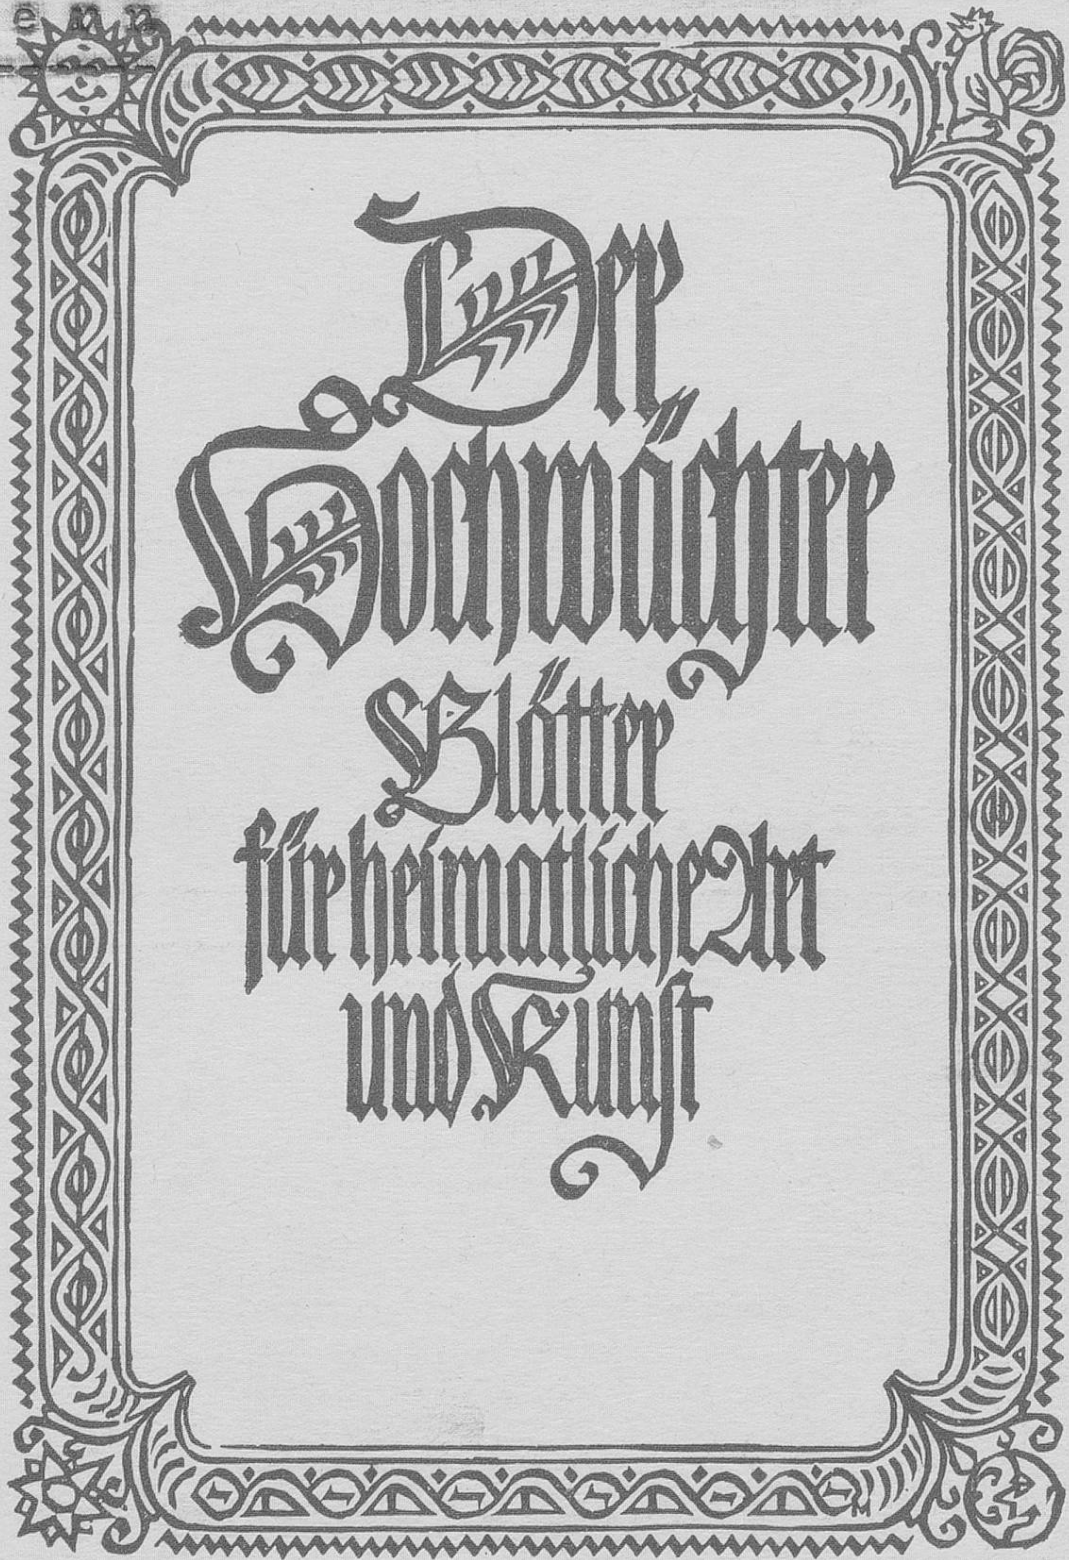 e m n
Der
Hochwächter
Blätter
für heimatliche Art
und Kunst